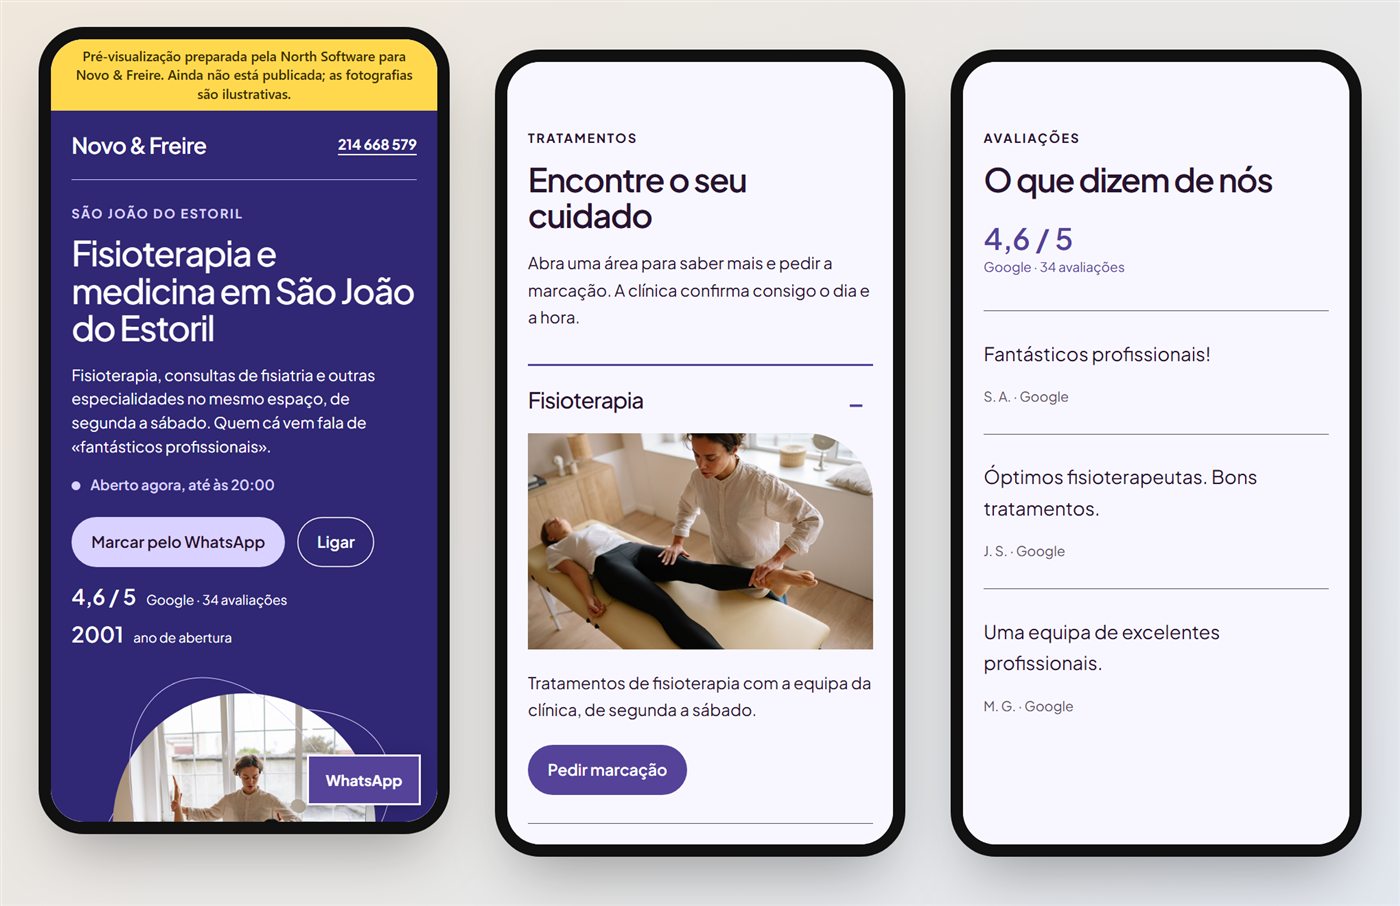 Pré-visualização preparada pela North Software para
Novo & Freire. Ainda não está publicada; as fotografias
são ilustrativas.
Novo & Freire
214 668 579
SÃO JOÃO DO ESTORIL
Fisioterapia e
medicina em São João
do Estoril
Fisioterapia, consultas de fisiatria e outras
especialidades no mesmo espaço, de
segunda a sábado. Quem cá vem fala de
«fantásticos profissionais».
Aberto agora, até às 20:00
Marcar pelo WhatsApp
Ligar
4,6 / 5 Google · 34 avaliações
2001 ano de abertura
WhatsApp
TRATAMENTOS
Encontre o seu
cuidado
Abra uma área para saber mais e pedir a
marcação. A clínica confirma consigo o dia e
a hora.
Fisioterapia
Tratamentos de fisioterapia com a equipa da
clínica, de segunda a sábado.
Pedir marcação
AVALIAÇÕES
O que dizem de nós
4,6 / 5
Google · 34 avaliações
Fantásticos profissionais!
S. A. · Google
Óptimos fisioterapeutas. Bons
tratamentos.
J. S. · Google
Uma equipa de excelentes
profissionais.
M. G. · Google